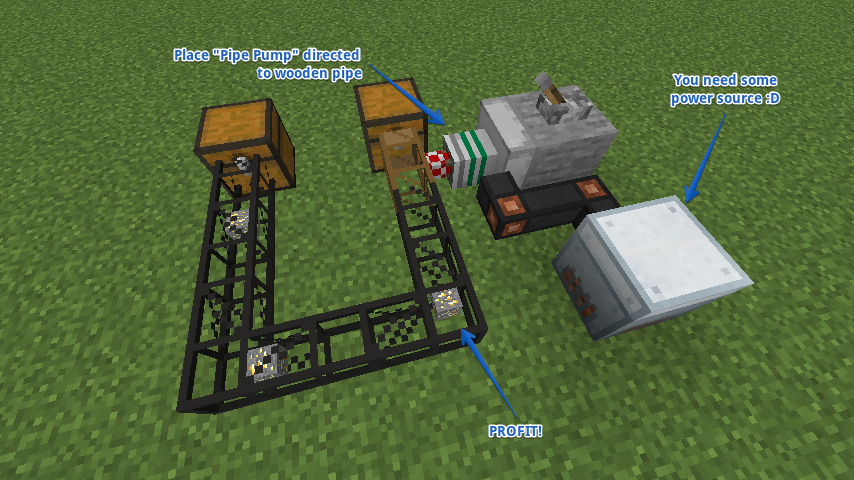 Place "Pipe Pump" directed
to wooden pipe
You need some
power source :D
PROFIT!